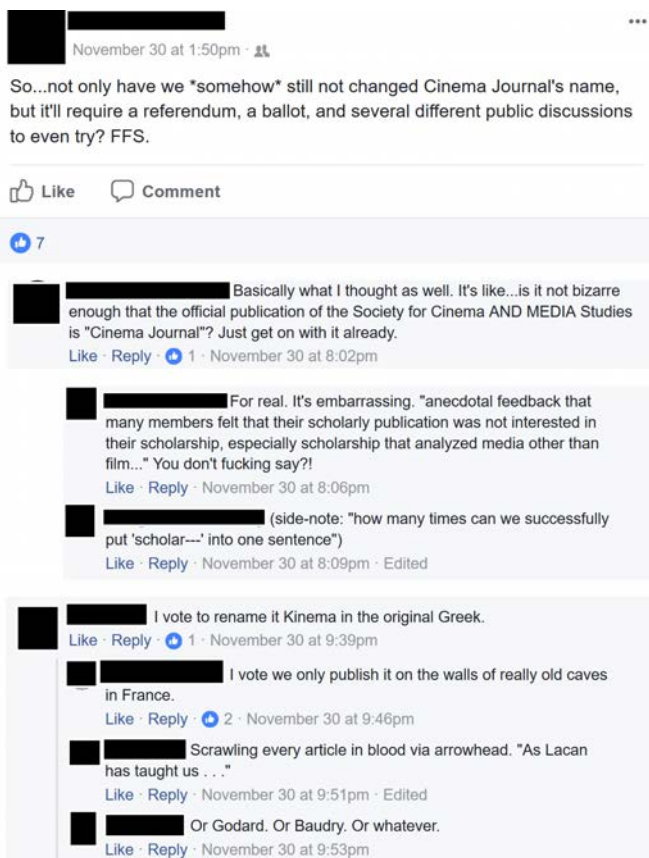 November 30 at 1:50pm ·
So...not only have we *somehow* still not changed Cinema Journal's name,
but it'll require a referendum, a ballot, and several different public discussions
to even try? FFS.
Like Comment
7
Basically what I thought as well. It's like...is it not bizarre
enough that the official publication of the Society for Cinema AND MEDIA Studies
is "Cinema Journal"? Just get on with it already.
Like · Reply · 1 · November 30 at 8:02pm
For real. It's embarrassing. "anecdotal feedback that
many members felt that their scholarly publication was not interested in
their scholarship, especially scholarship that analyzed media other than
film..." You don't fucking say?!
Like · Reply · November 30 at 8:06pm
(side-note: "how many times can we successfully
put 'scholar---' into one sentence")
Like · Reply · November 30 at 8:09pm · Edited
I vote to rename it Kinema in the original Greek.
Like · Reply · 1 · November 30 at 9:39pm
I vote we only publish it on the walls of really old caves
in France.
Like · Reply · 2 · November 30 at 9:46pm
Scrawling every article in blood via arrowhead. "As Lacan
has taught us . . ."
Like · Reply · November 30 at 9:51pm · Edited
Or Godard. Or Baudry. Or whatever.
Like · Reply · November 30 at 9:53pm